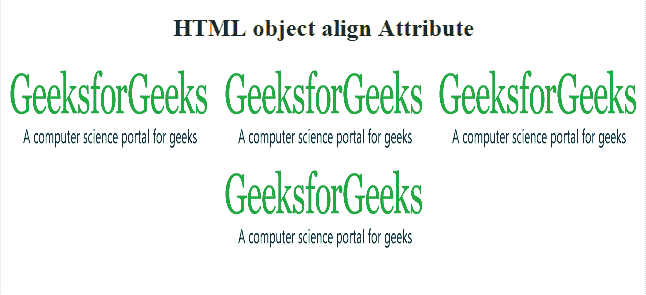 HTML object align Attribute
GeeksforGeeks GeeksforGeeks GeeksforGeeks
A computer science portal for geeks A computer science portal for geeks A computer science portal for geeks
GeeksforGeeks
A computer science portal for geeks